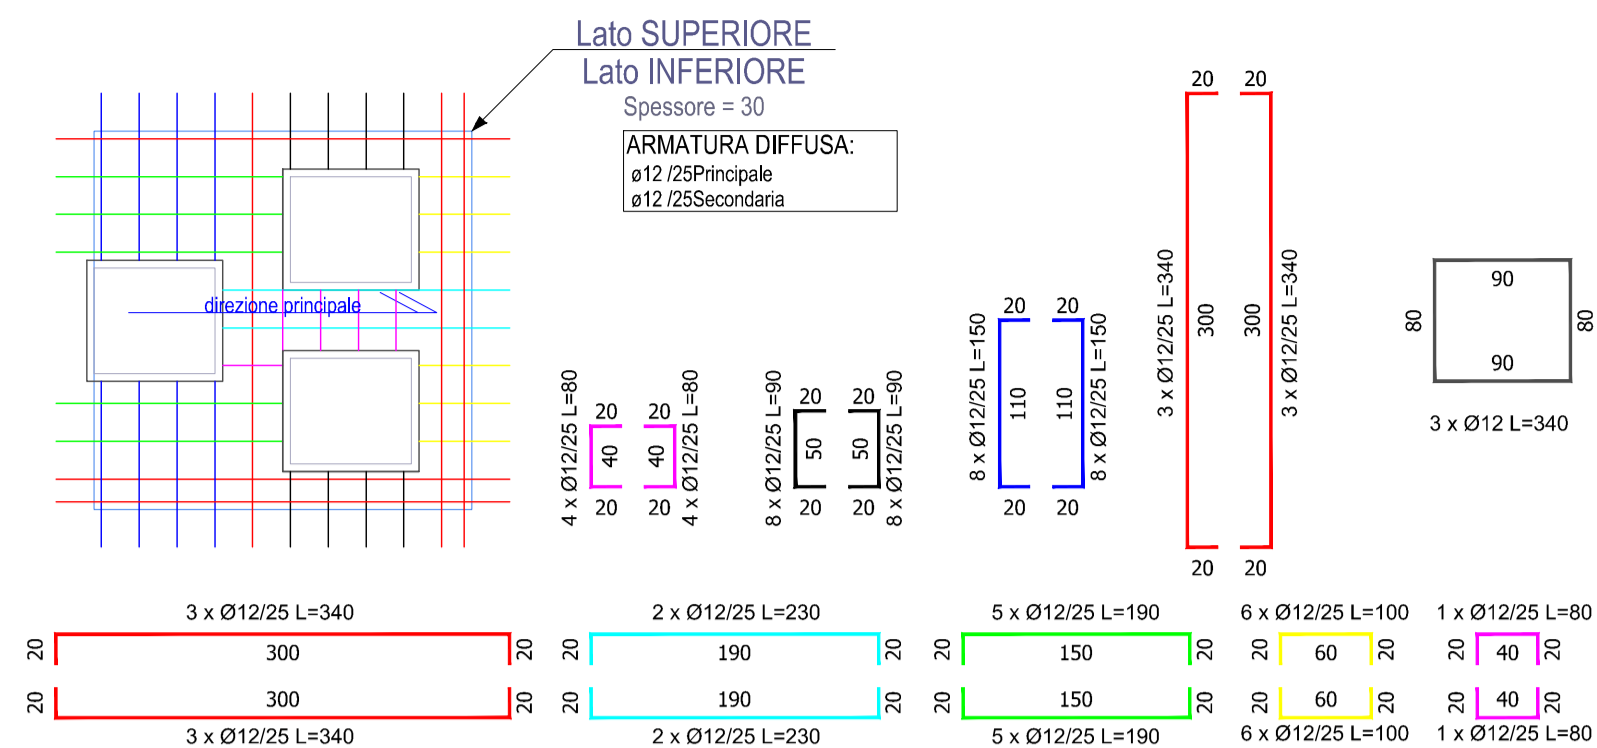 Lato SUPERIORE
Lato INFERIORE
Spessore = 30
ARMATURA DIFFUSA:
ø12 /25Principale
ø12 /25Secondaria
direzione principale
4 x Ø12/25 L=80
20
40
20
20
40
20
4 x Ø12/25 L=80
8 x Ø12/25 L=90
20
50
20
20
50
20
8 x Ø12/25 L=90
8 x Ø12/25 L=150
20
110
20
20
110
20
8 x Ø12/25 L=150
3 x Ø12/25 L=340
20
300
20
20
300
20
3 x Ø12/25 L=340
90
80
80
90
3 x Ø12 L=340
3 x Ø12/25 L=340
20
300
20
20
300
20
3 x Ø12/25 L=340
2 x Ø12/25 L=230
20
190
20
20
190
20
2 x Ø12/25 L=230
5 x Ø12/25 L=190
20
150
20
20
150
20
5 x Ø12/25 L=190
6 x Ø12/25 L=100
20
60
20
20
60
20
6 x Ø12/25 L=100
1 x Ø12/25 L=80
20
40
20
20
40
20
1 x Ø12/25 L=80